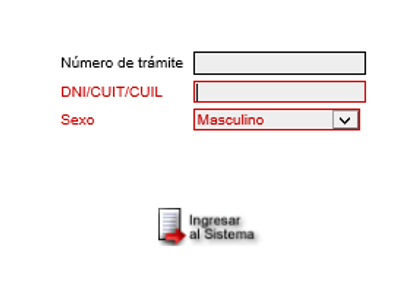 Número de trámite
DNI/CUIT/CUIL
Sexo Masculino
Ingresar
al Sistema